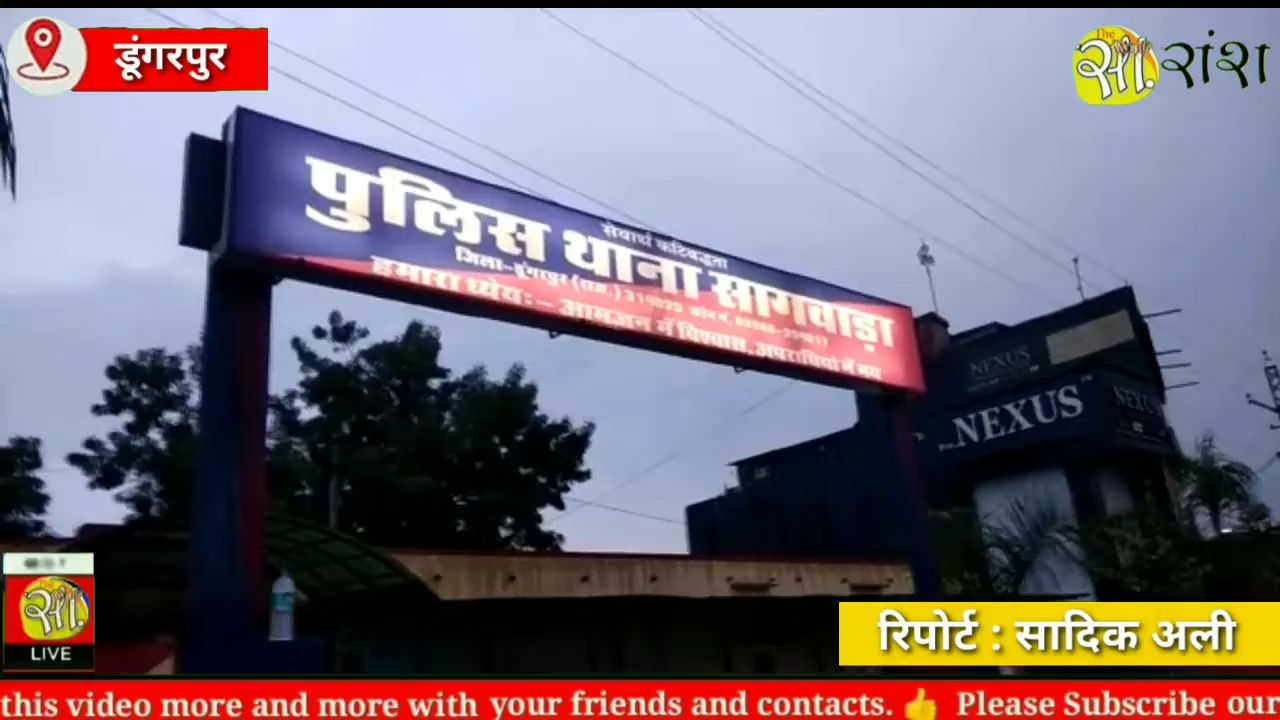 डूंगरपुर
The सा. रांश
सेवार्थ कटिबद्धता
पुलिस थाना सागवाड़ा
जिला-डूंगरपुर (राज.)
हमारा ध्येय:- आमजन में विश्वास, अपराधियो में भय
NEXUS
NEXUS
NEXUS
The सा.
LIVE
रिपोर्ट : सादिक अली
this video more and more with your friends and contacts. 👍 Please Subscribe our